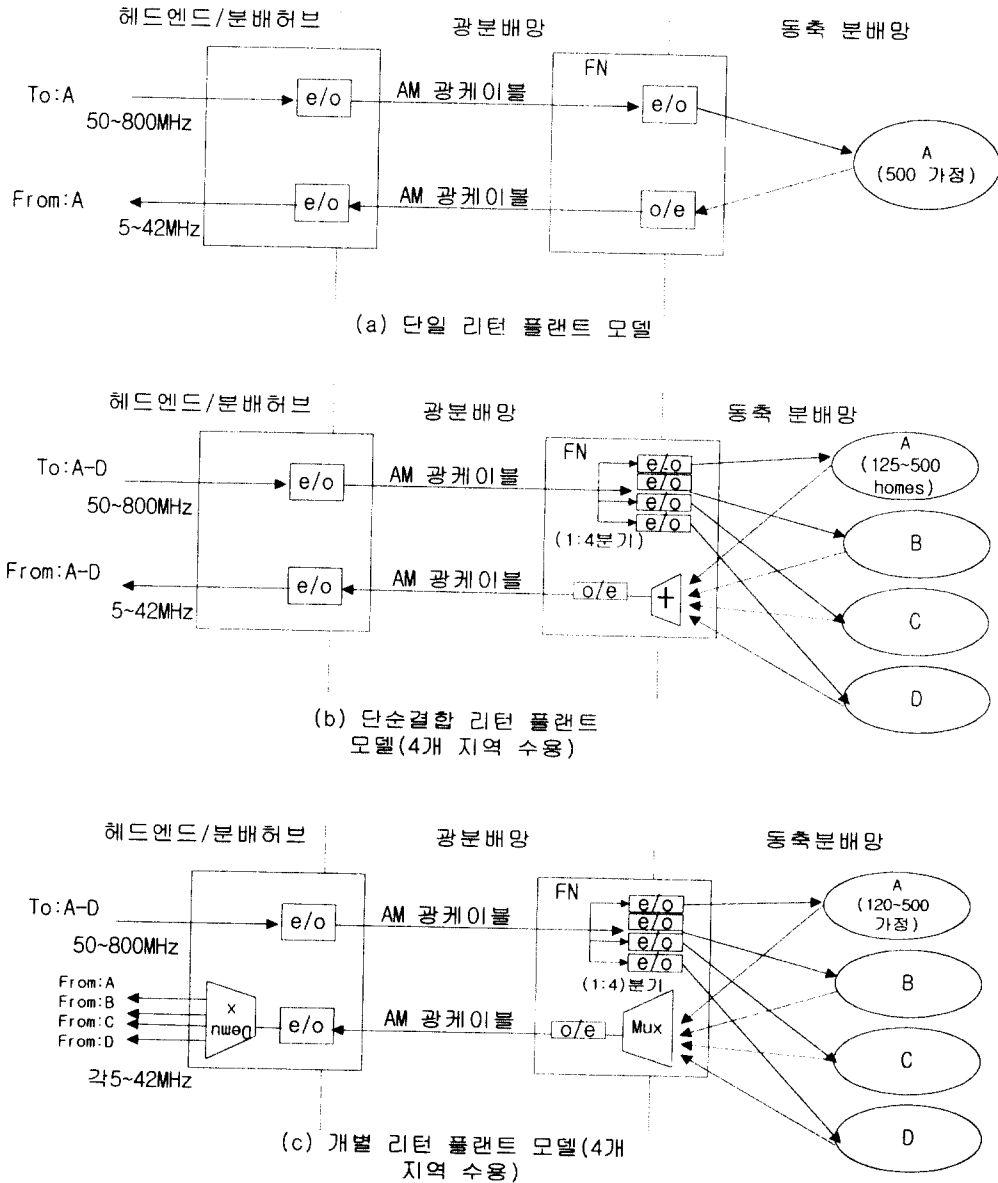 헤드엔드/분배허브
광분배망
동축 분배망
FN
To:A
50~800MHz
e/o
AM 광케이블
e/o
A
(500 가정)
From:A
5~42MHz
e/o
AM 광케이블
o/e
(a) 단일 리턴 플랜트 모델
헤드엔드/분배허브
광분배망
동축 분배망
FN
To:A-D
50~800MHz
e/o
AM 광케이블
e/o
e/o
e/o
e/o
(1:4분기)
A
(125~500
homes)
B
C
D
From:A-D
5~42MHz
e/o
AM 광케이블
o/e
+
(b) 단순결합 리턴 플랜트
모델(4개 지역 수용)
헤드엔드/분배허브
광분배망
동축분배망
FN
To:A-D
50~800MHz
e/o
AM 광케이블
e/o
e/o
e/o
e/o
(1:4)분기
A
(120~500
가정)
B
C
D
From:A
From:B
From:C
From:D
각5~42MHz
Demu
x
e/o
AM 광케이블
o/e
Mux
(c) 개별 리턴 플랜트 모델(4개
지역 수용)